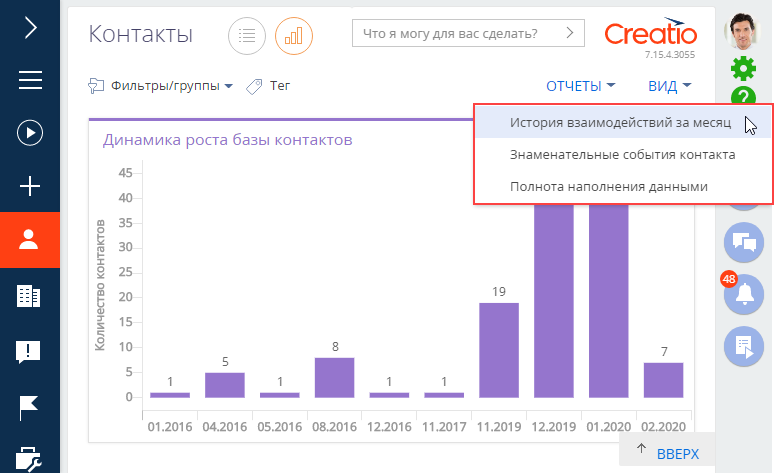 Контакты
Что я могу для вас сделать?
Creatio
7.15.4.3055
Фильтры/группы
Тег
ОТЧЕТЫ
ВИД
История взаимодействий за месяц
Знаменательные события контакта
Полнота наполнения данными
Динамика роста базы контактов
Количество контактов
45
40
35
30
25
20
15
10
5
0
1
5
1
8
1
1
19
7
01.2016
04.2016
05.2016
08.2016
12.2016
11.2017
11.2019
12.2019
01.2020
02.2020
48
ВВЕРХ